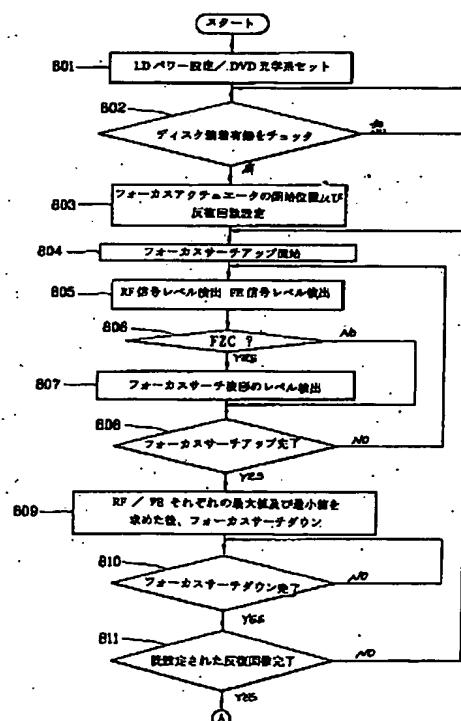 スタート
801
LDパワー設定/DVD光学系セット
802
ディスク装着有無をチェック
無
有
803
フォーカスアクチュエータの開始位置及び
反復回数設定
804
フォーカスサーチアップ開始
805
RF信号レベル検出 FE信号レベル検出
806
FZC ?
NO
YES
807
フォーカスサーチ波形のレベル検出
808
フォーカスサーチアップ完了
NO
YES
809
RF / FE それぞれの最大値及び最小値を
求めた後、フォーカスサーチダウン
810
フォーカスサーチダウン完了
NO
YES
811
既設定された反復回数完了
NO
YES
A